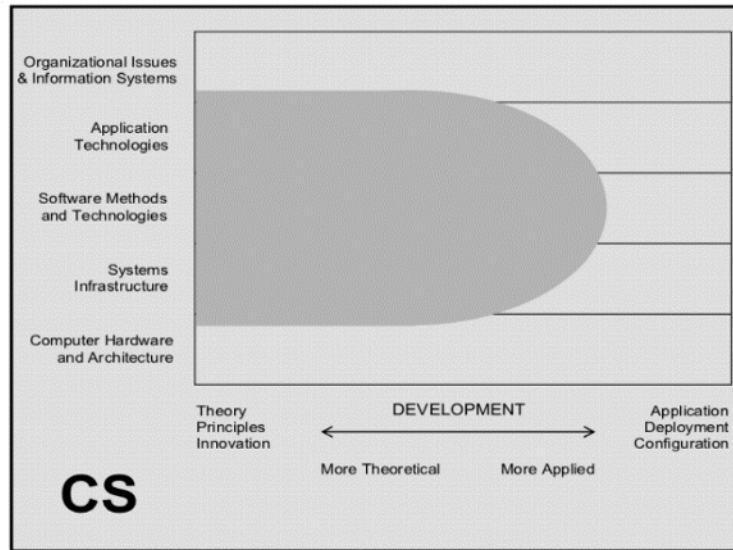 Organizational Issues
& Information Systems
Application
Technologies
Software Methods
and Technologies
Systems
Infrastructure
Computer Hardware
and Architecture
Theory
Principles
Innovation
DEVELOPMENT
More Theoretical
More Applied
Application
Deployment
Configuration
CS